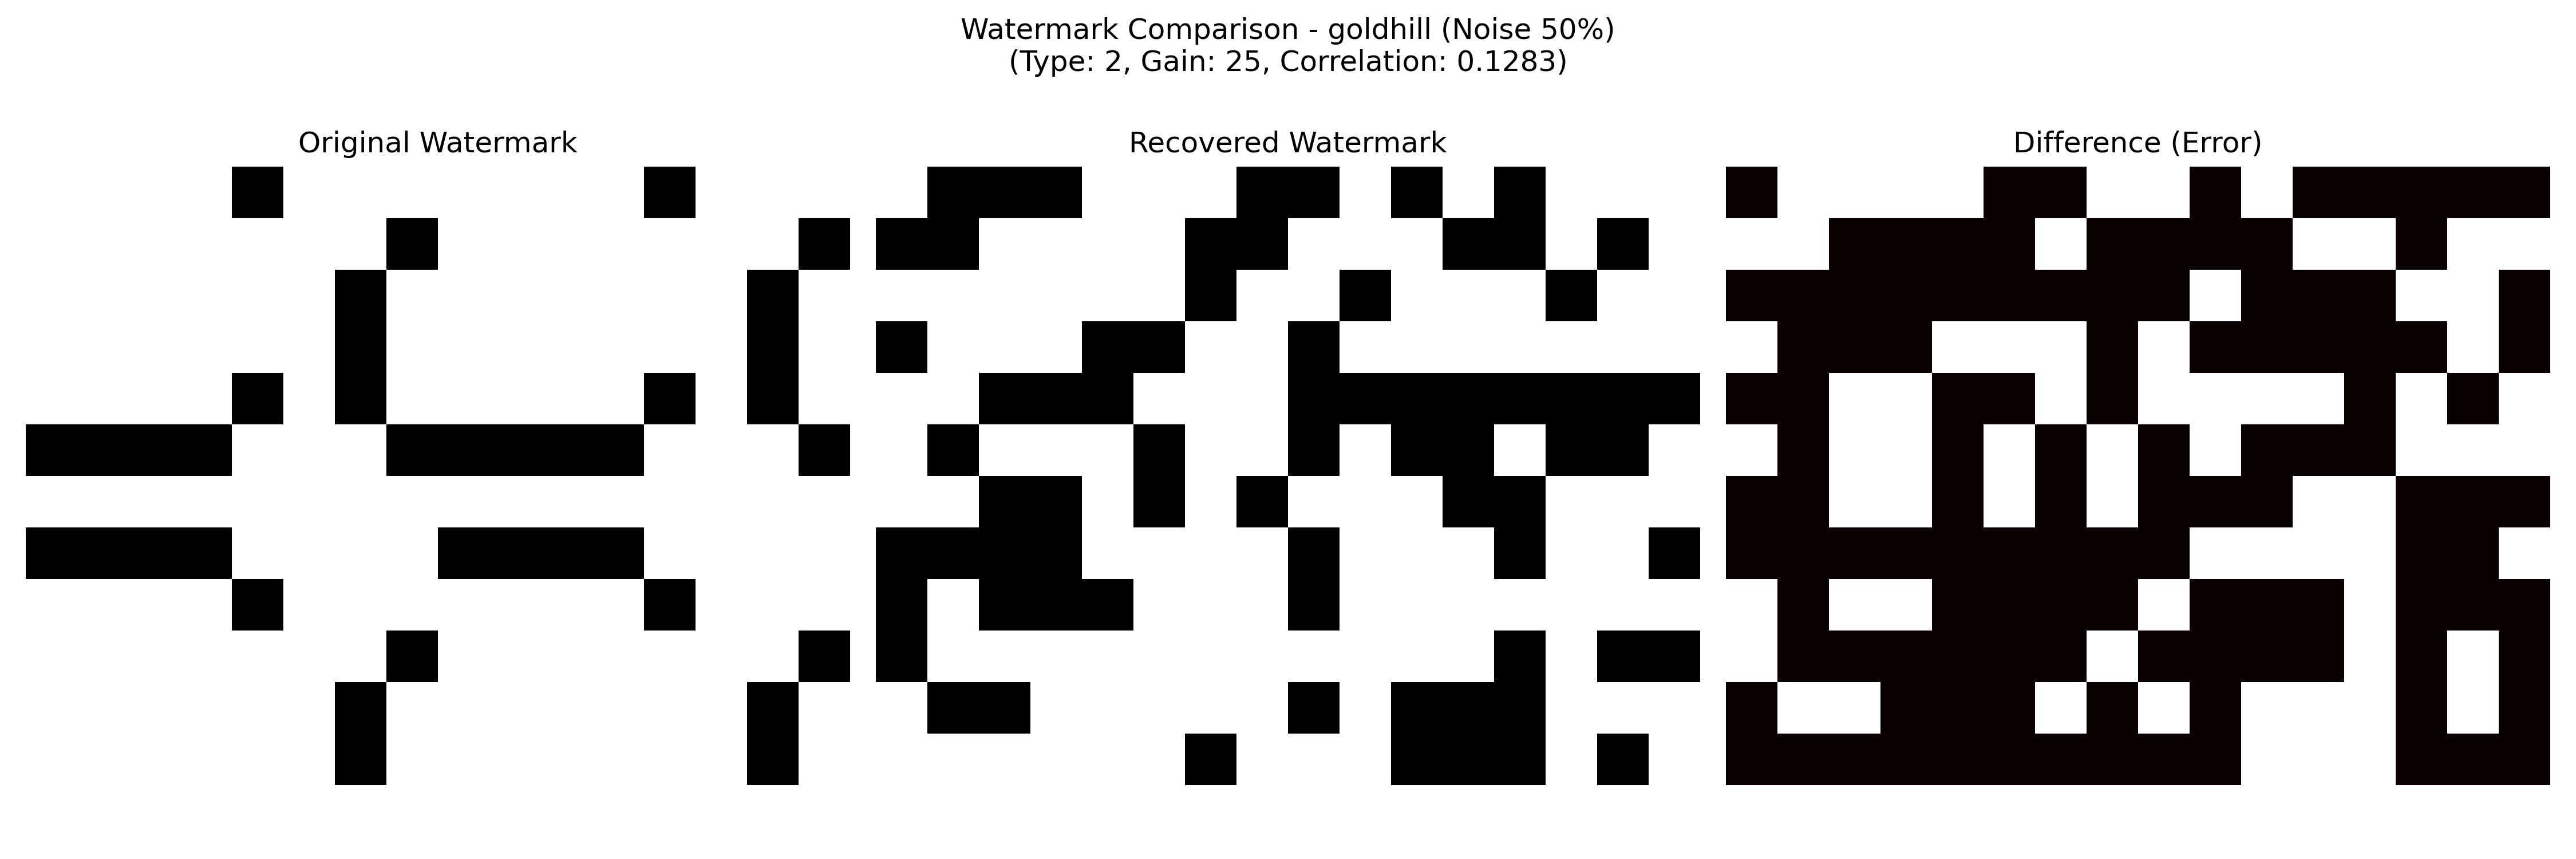 Watermark Comparison - goldhill (Noise 50%)
(Type: 2, Gain: 25, Correlation: 0.1283)
Original Watermark
Recovered Watermark
Difference (Error)